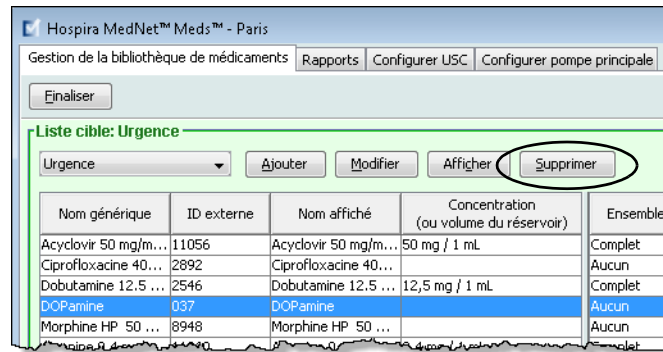 Hospira MedNet™ Meds™ - Paris
Gestion de la bibliothèque de médicaments Rapports Configurer USC Configurer pompe principale
Finaliser
Liste cible: Urgence
Urgence Ajouter Modifier Afficher Supprimer
Nom générique ID externe Nom affiché Concentration (ou volume du réservoir) Ensemble
Acyclovir 50 mg/m... 11056 Acyclovir 50 mg/m... 50 mg / 1 mL Complet
Ciprofloxacine 40... 2892 Ciprofloxacine 40... Aucun
Dobutamine 12.5 ... 2546 Dobutamine 12.5 ... 12,5 mg / 1 mL Complet
DOPamine 037 DOPamine Aucun
Morphine HP 50 ... 8948 Morphine HP 50 ... Aucun